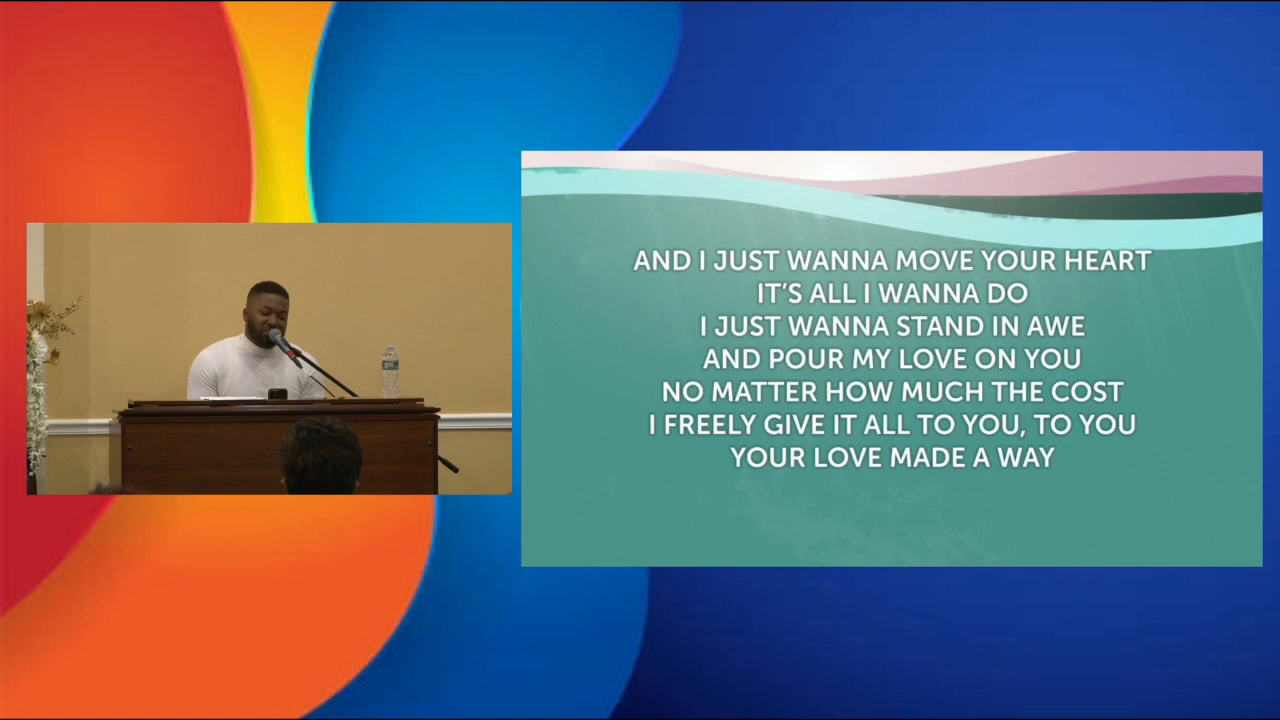 AND I JUST WANNA MOVE YOUR HEART
IT'S ALL I WANNA DO
I JUST WANNA STAND IN AWE
AND POUR MY LOVE ON YOU
NO MATTER HOW MUCH THE COST
I FREELY GIVE IT ALL TO YOU, TO YOU
YOUR LOVE MADE A WAY